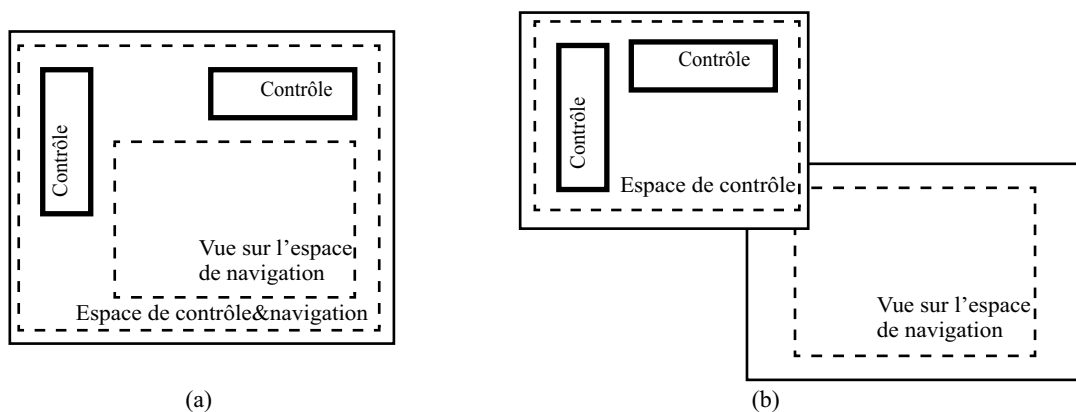 Contrôle
Contrôle
Vue sur l’espace
de navigation
Espace de contrôle&navigation
(a)
Contrôle
Contrôle
Espace de contrôle
Vue sur l’espace
de navigation
(b)